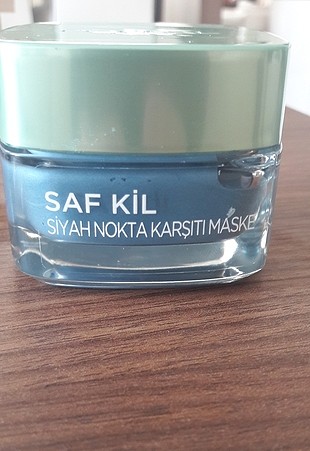 SAF KİL
SİYAH NOKTA KARŞITI MASKE